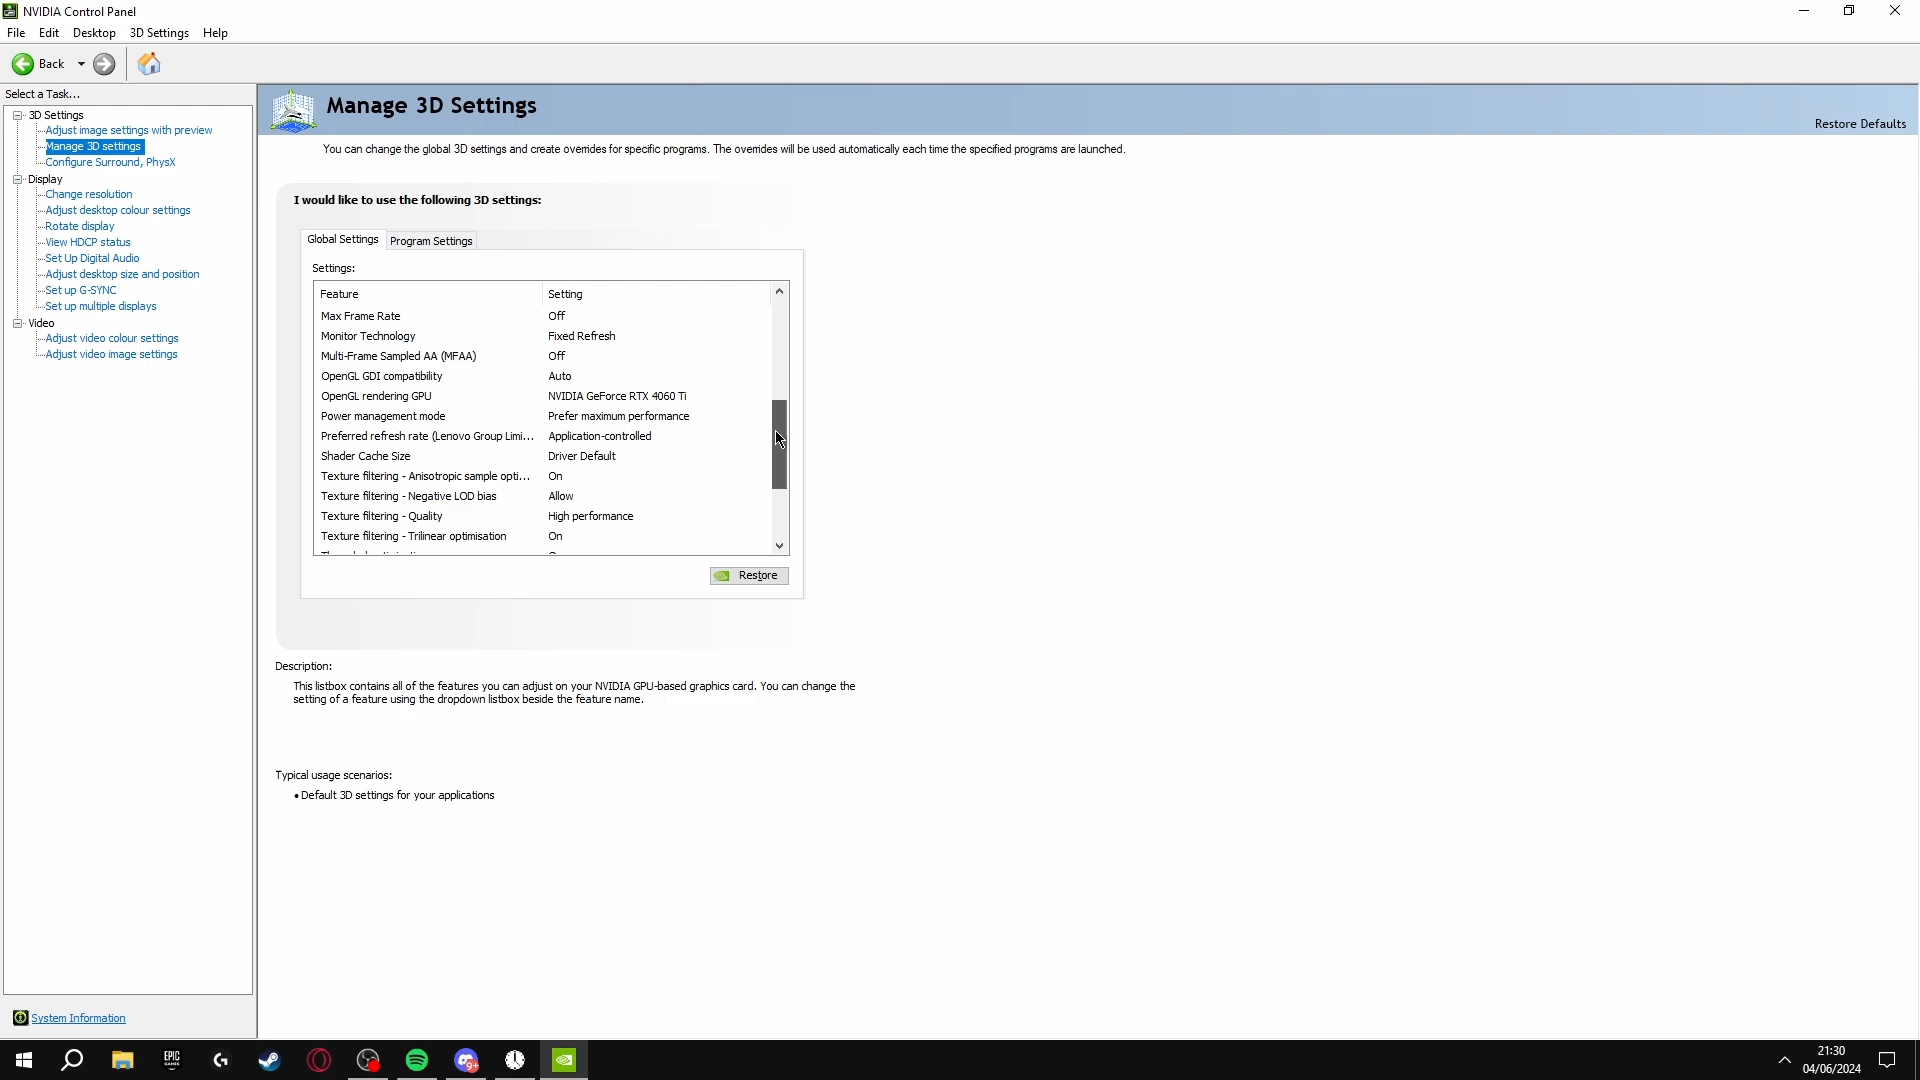 NVIDIA Control Panel
File Edit Desktop 3D Settings Help
Back
Select a Task...
3D Settings
Adjust image settings with preview
Manage 3D settings
Configure Surround, PhysX
Display
Change resolution
Adjust desktop colour settings
Rotate display
View HDCP status
Set Up Digital Audio
Adjust desktop size and position
Set up G-SYNC
Set up multiple displays
Video
Adjust video colour settings
Adjust video image settings
System Information
Manage 3D Settings
Restore Defaults
You can change the global 3D settings and create overrides for specific programs. The overrides will be used automatically each time the specified programs are launched.
I would like to use the following 3D settings:
Global Settings Program Settings
Settings:
Feature Setting
Max Frame Rate Off
Monitor Technology Fixed Refresh
Multi-Frame Sampled AA (MFAA) Off
OpenGL GDI compatibility Auto
OpenGL rendering GPU NVIDIA GeForce RTX 4060 Ti
Power management mode Prefer maximum performance
Preferred refresh rate (Lenovo Group Limi... Application-controlled
Shader Cache Size Driver Default
Texture filtering - Anisotropic sample opti... On
Texture filtering - Negative LOD bias Allow
Texture filtering - Quality High performance
Texture filtering - Trilinear optimisation On
Restore
Description:
This listbox contains all of the features you can adjust on your NVIDIA GPU-based graphics card. You can change the
setting of a feature using the dropdown listbox beside the feature name.
Typical usage scenarios:
• Default 3D settings for your applications
EPIC
GAMES
9+
21:30
04/06/2024